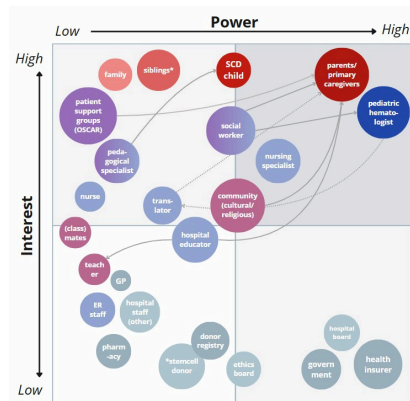 Power
Low
High
High
Interest
Low
family
siblings*
SCD
child
parents/
primary
caregivers
patient
support
groups
(OSCAR)
pediatric
hemato-
logist
social
worker
peda-
gogical
specialist
nursing
specialist
nurse
trans-
lator
community
(cultural/
religious)
(class)
mates
hospital
educator
teach
er
GP
ER
staff
hospital
staff
(other)
pharm
-acy
donor
registry
*stemcell
donor
ethics
board
hospital
board
govern
ment
health
insurer